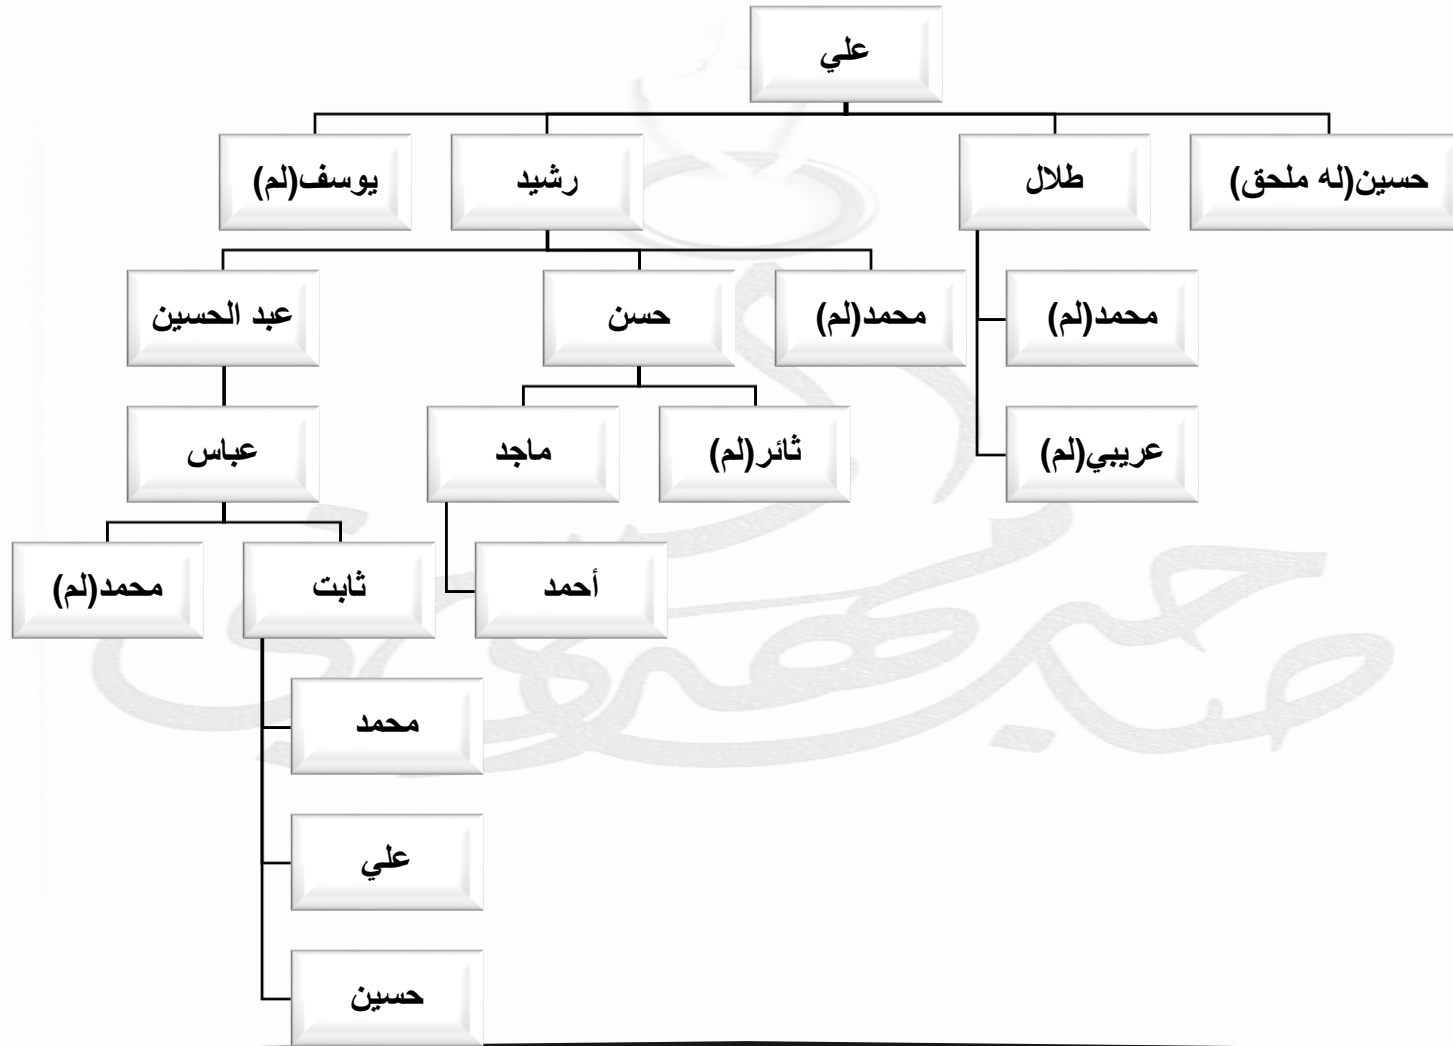 علي
حسين(له ملحق)
طلال
رشيد
يوسف(لم)
محمد(لم)
محمد(لم)
حسن
عبد الحسين
عريبي(لم)
ثائر(لم)
ماجد
عباس
أحمد
ثابت
محمد(لم)
محمد
علي
حسين